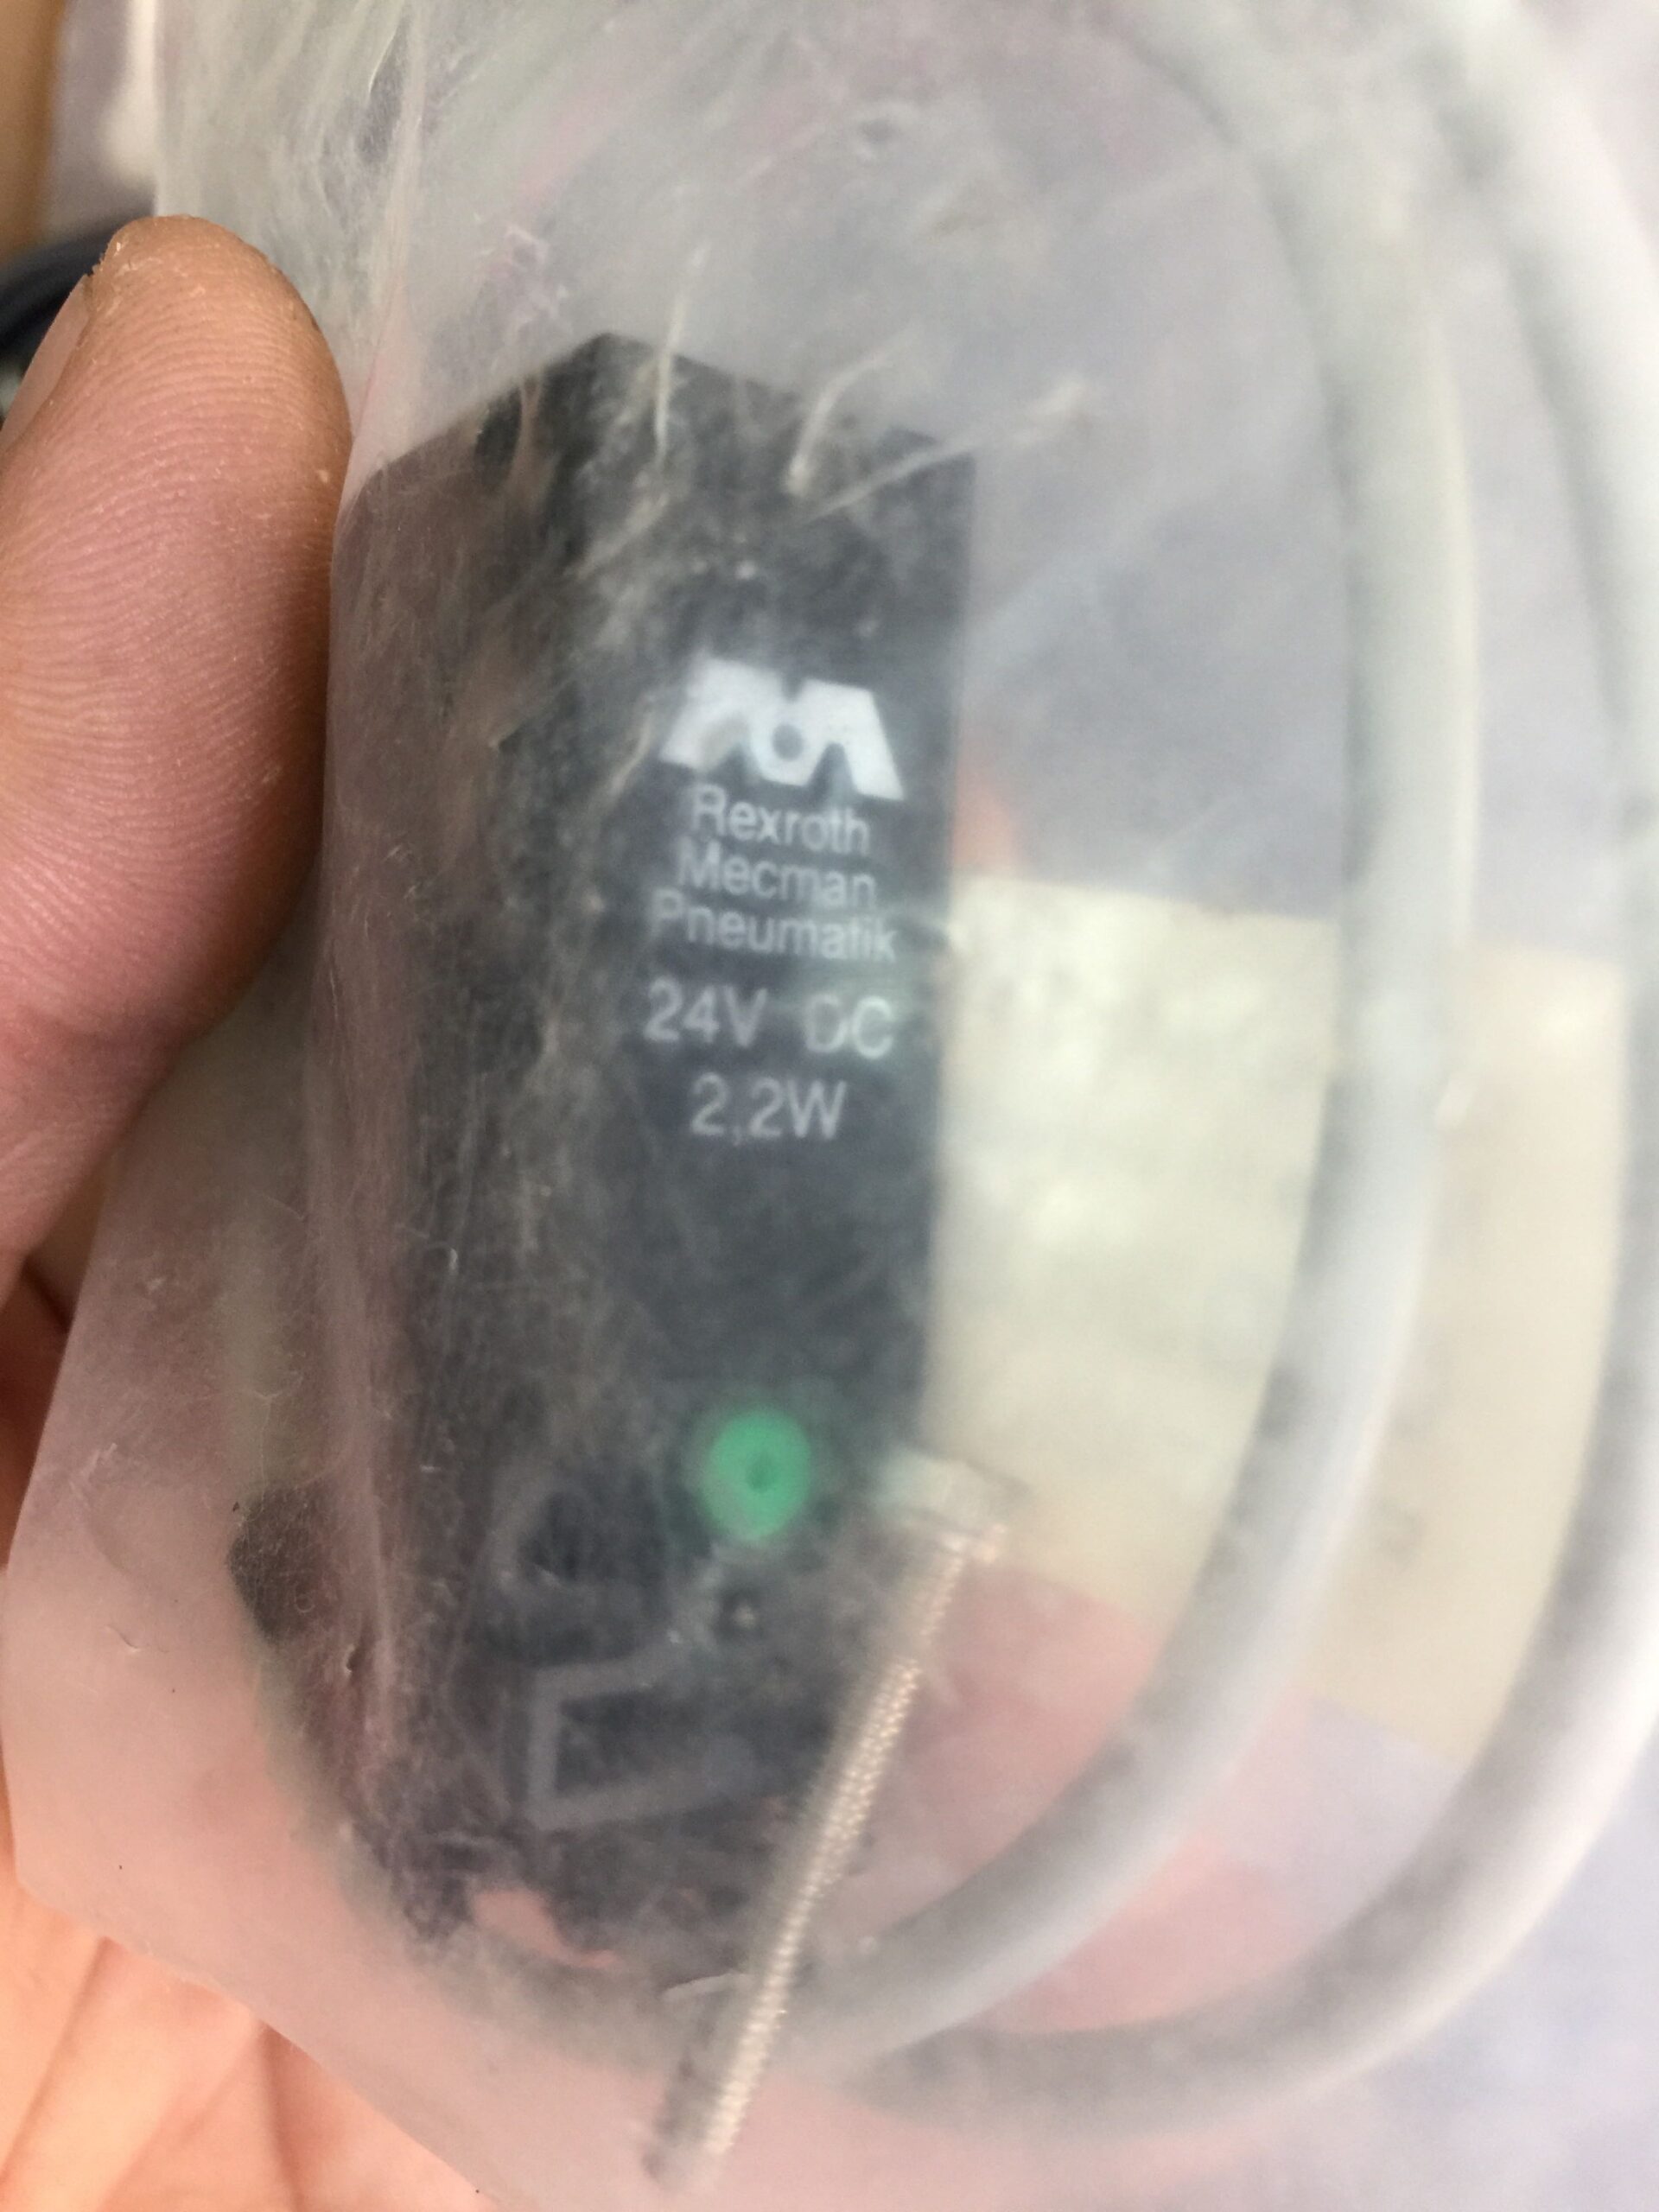 Rexroth
Mecman
Pneumatik
24V DC
2,2W